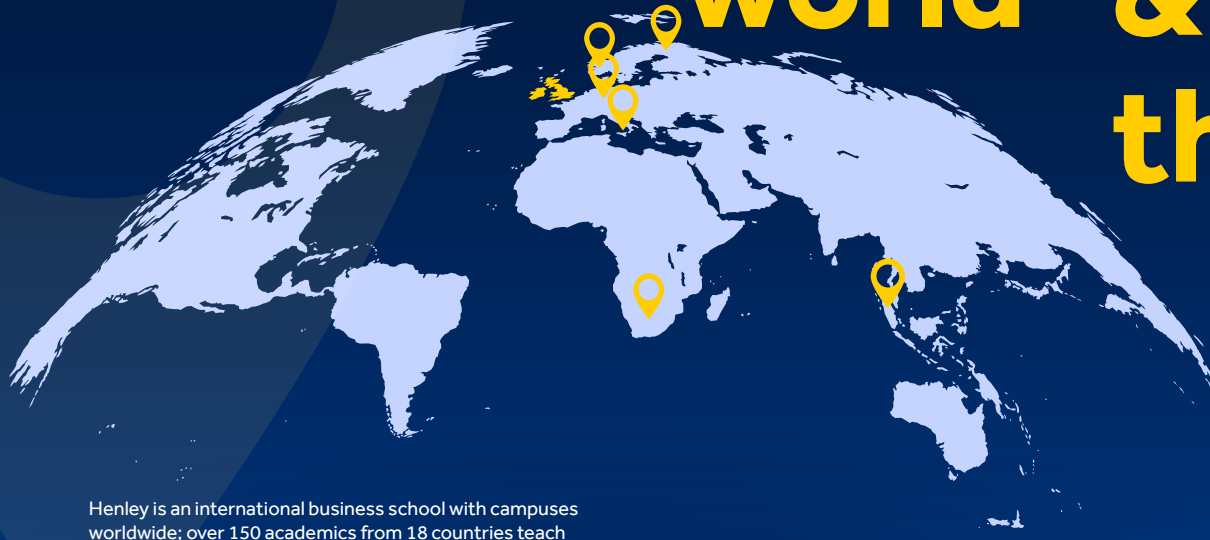 world &
th
Henley is an international business school with campuses
worldwide; over 150 academics from 18 countries teach